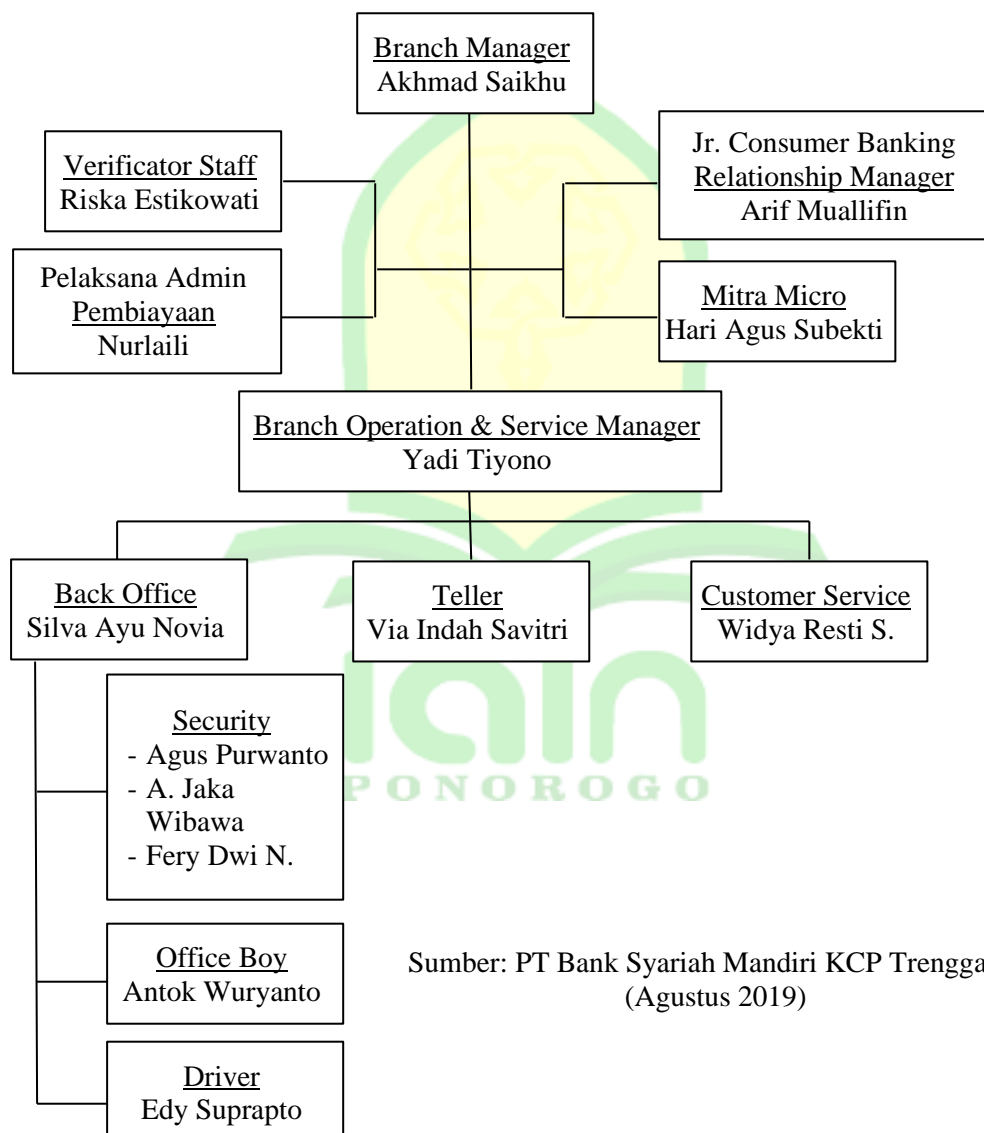 Branch Manager
Akhmad Saikhu
Verificator Staff
Riska Estikowati
Jr. Consumer Banking
Relationship Manager
Arif Muallifin
Pelaksana Admin
Pembiayaan
Nurlaili
Mitra Micro
Hari Agus Subekti
Branch Operation & Service Manager
Yadi Tiyono
Back Office
Silva Ayu Novia
Teller
Via Indah Savitri
Customer Service
Widya Resti S.
Security
- Agus Purwanto
- A. Jaka
Wibawa
- Fery Dwi N.
iain
PONOROGO
Office Boy
Antok Wuryanto
Sumber: PT Bank Syariah Mandiri KCP Trengga
(Agustus 2019)
Driver
Edy Suprapto